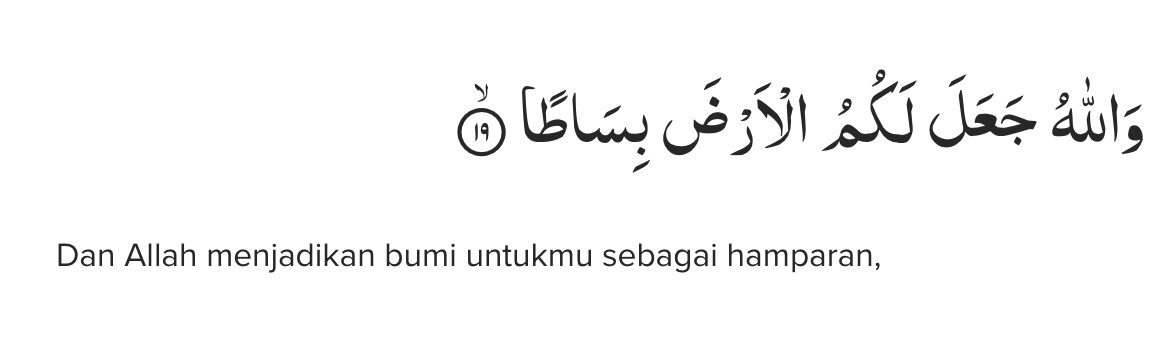 وَاللّٰهُ جَعَلَ لَكُمُ الْاَرْضَ بِسَاطًاۙ ١٩
Dan Allah menjadikan bumi untukmu sebagai hamparan,